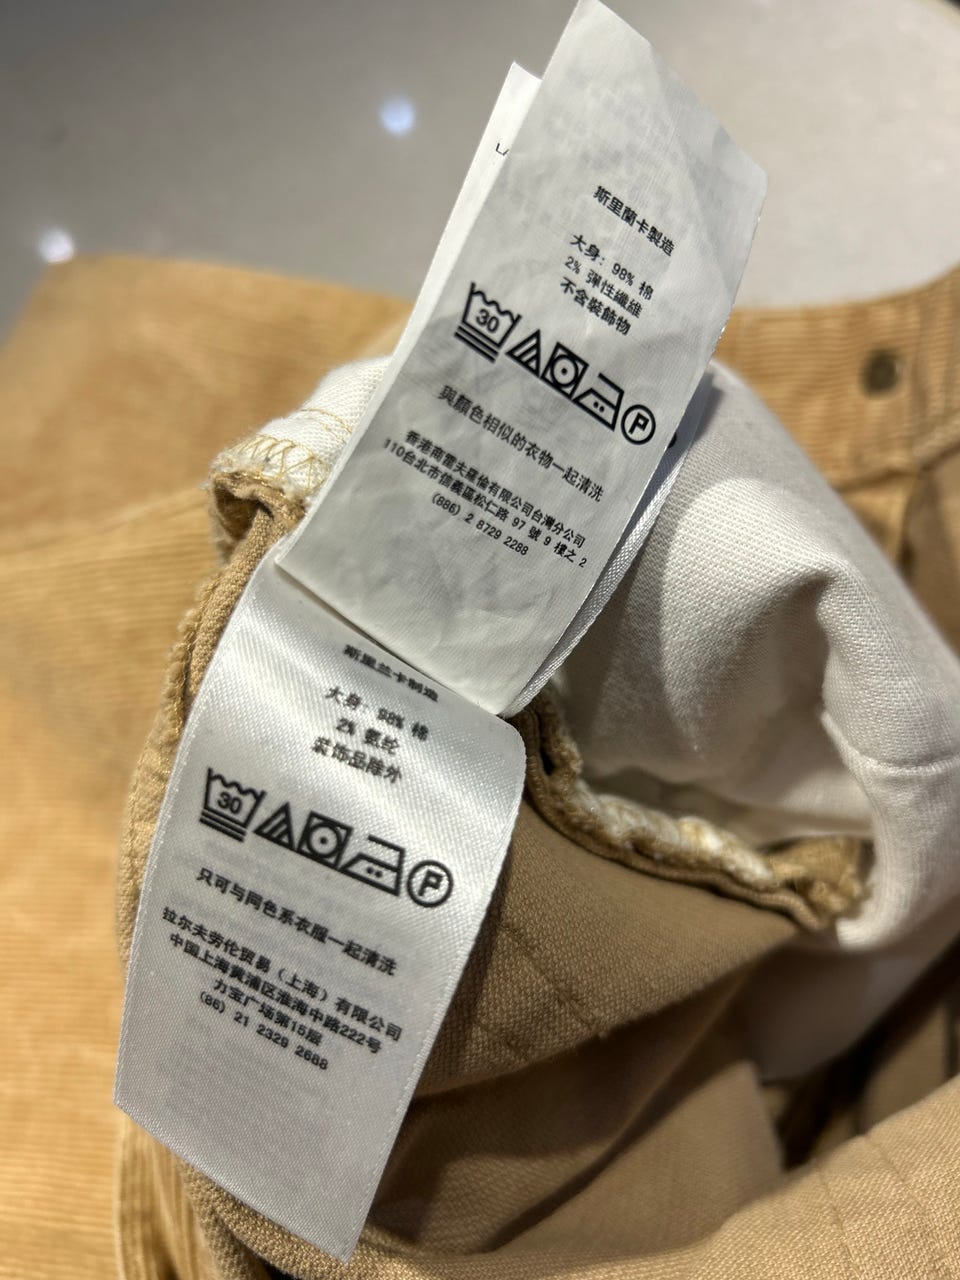 斯里蘭卡製造
大身: 98% 棉
2% 彈性纖維
不含裝飾物
30
P
與顏色相似的衣物一起清洗
香港商雷夫羅倫有限公司台灣分公司
110台北市信義區松仁路 97 號 9 樓之 2
(886) 2 8729 2288
斯里兰卡制造
大身: 98% 棉
2% 氨纶
装饰品除外
30
P
只可与同色系衣服一起清洗
拉尔夫劳伦贸易（上海）有限公司
中国上海黄浦区淮海中路222号
力宝广场第15层
(86) 21 2329 2688